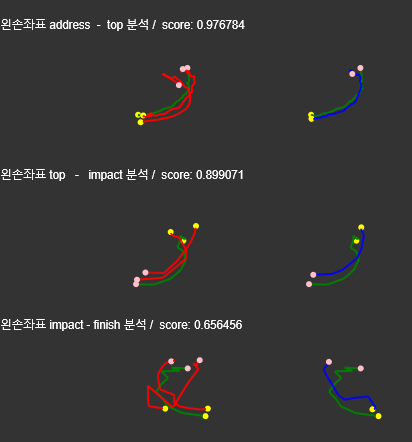 왼손좌표 address - top 분석 / score: 0.976784
왼손좌표 top - impact 분석 / score: 0.899071
왼손좌표 impact - finish 분석 / score: 0.656456